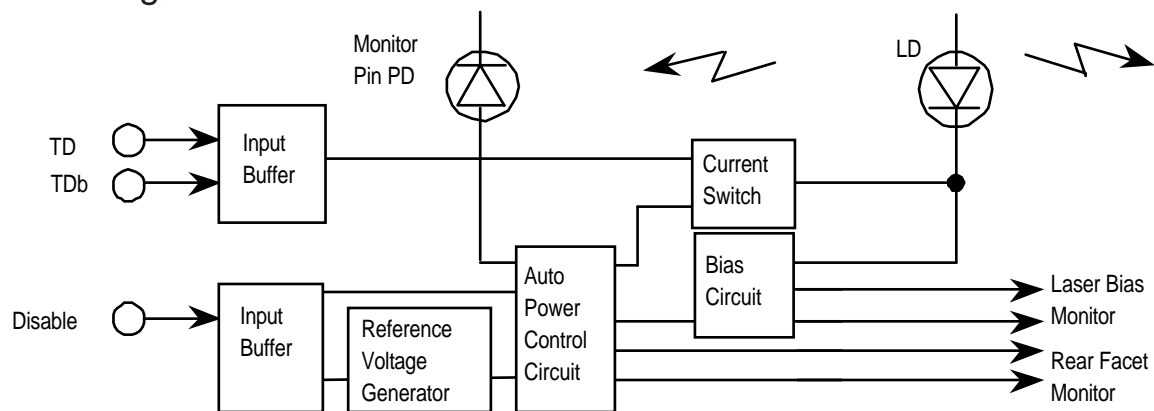 Monitor
Pin PD
LD
TD
TDb
Input
Buffer
Current
Switch
Disable
Input
Buffer
Reference
Voltage
Generator
Auto
Power
Control
Circuit
Bias
Circuit
Laser Bias
Monitor
Rear Facet
Monitor